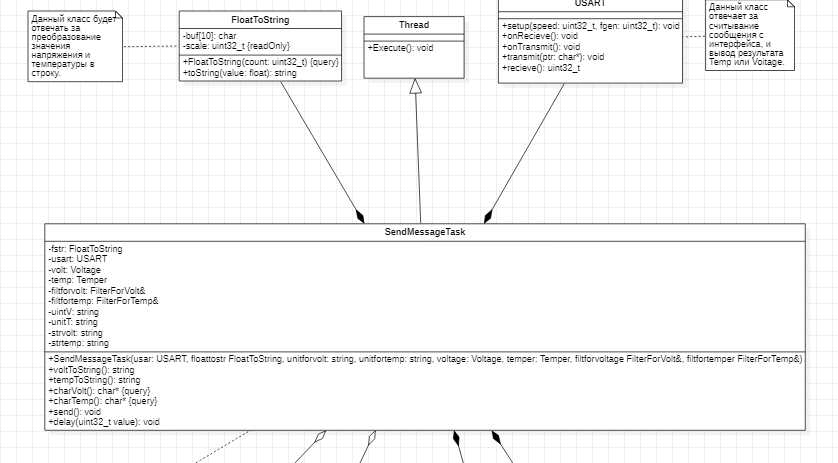 Данный класс будет
отвечать за
преобразование
значения
напряжения и
температуры в
строку.
FloatToString
-buf[10]: char
-scale: uint32_t {readOnly}
+FloatToString(count: uint32_t) {query}
+toString(value: float): string
Thread
+Execute(): void
USART
+setup(speed: uint32_t, fgen: uint32_t): void
+onRecieve(): void
+onTransmit(): void
+transmit(ptr: char*): void
+recieve(): uint32_t
Данный класс
отвечает за
считывание
сообщения с
интерфейса, и
вывод результата
Temp или Voitage.
SendMessageTask
-fstr: FloatToString
-usart: USART
-volt: Voltage
-temp: Temper
-filtforvolt: FilterForVolt&
-filtfortemp: FilterForTemp&
-uintV: string
-unitT: string
-strvolt: string
-strtemp: string
+SendMessageTask(usar: USART, floattostr FloatToString, unitforvolt: string, unitfortemp: string, voltage: Voltage, temper: Temper, filtforvoltage FilterForVolt&, filtfortemper FilterForTemp&)
+voltToString(): string
+tempToString(): string
+charVolt(): char* {query}
+charTemp(): char* {query}
+send(): void
+delay(uint32_t value): void